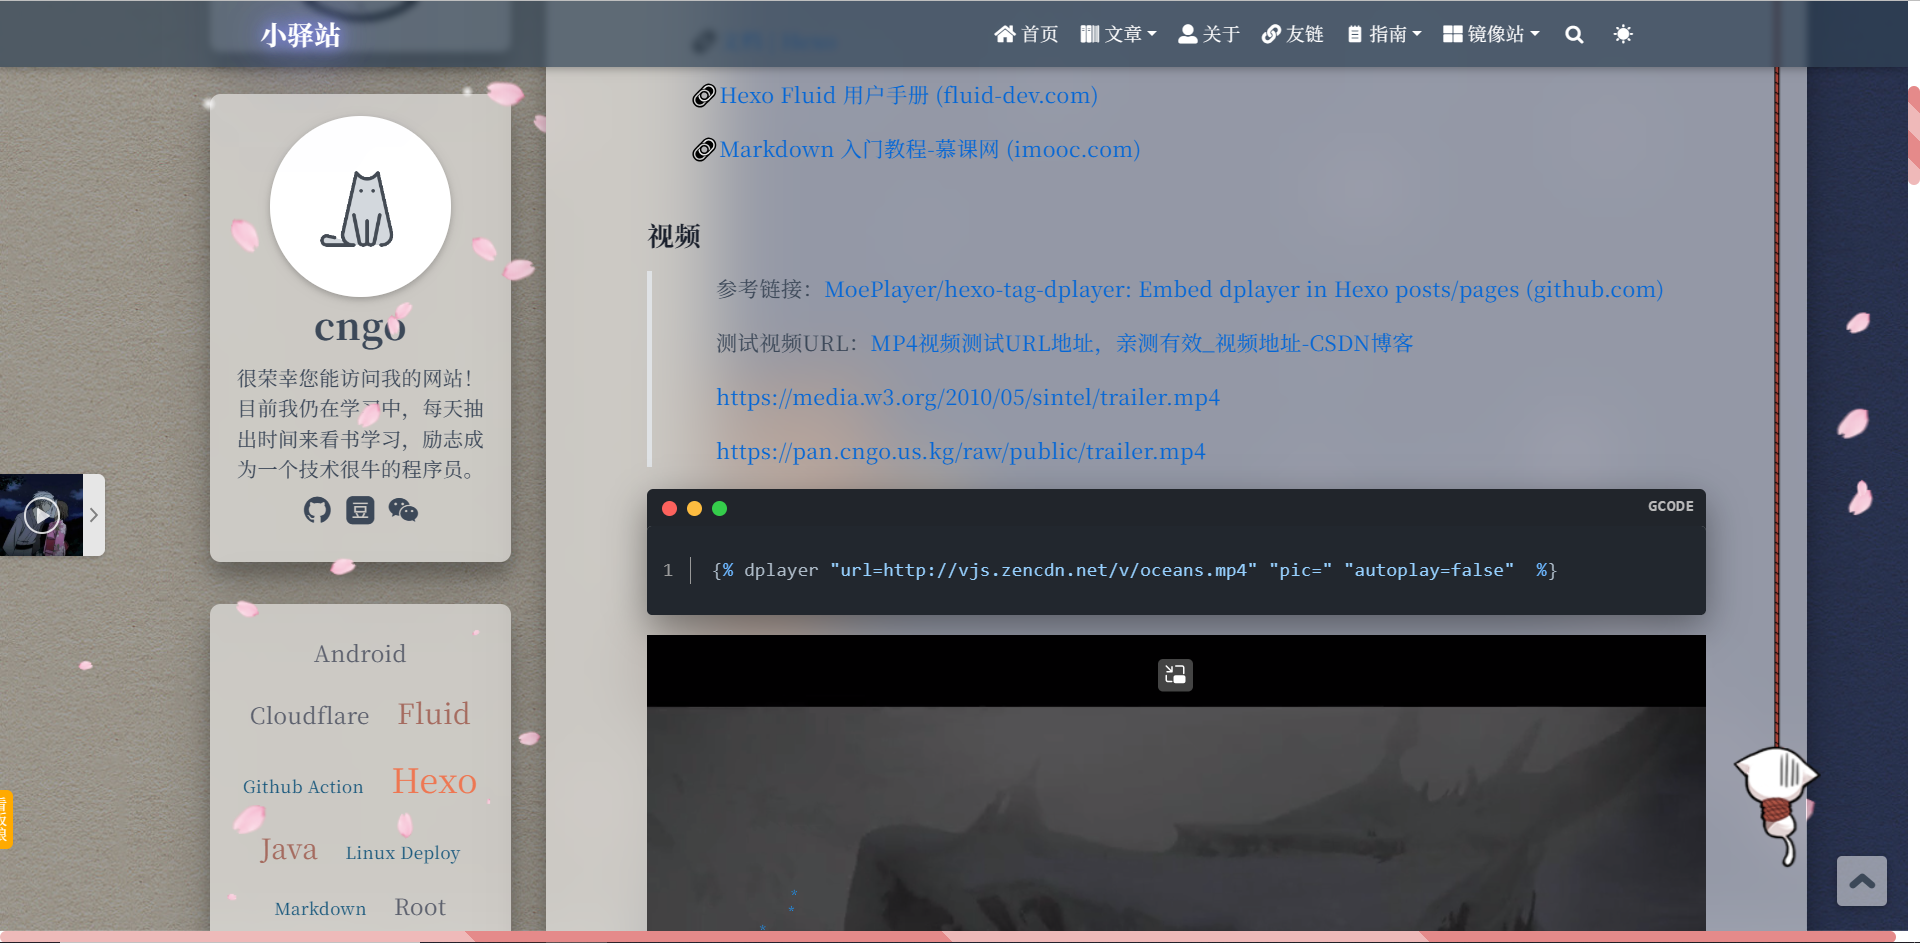 小驿站
首页
文章
关于
友链
指南
镜像站
Hexo Fluid 用户手册 (fluid-dev.com)
Markdown 入门教程-慕课网 (imooc.com)
cngo
很荣幸您能访问我的网站！
目前我仍在学习中，每天抽
出时间来看书学习，励志成
为一个技术很牛的程序员。
Android
Cloudflare
Fluid
Github Action
Hexo
Java
Linux Deploy
Markdown
Root
视频
参考链接：MoePlayer/hexo-tag-dplayer: Embed dplayer in Hexo posts/pages (github.com)
测试视频URL：MP4视频测试URL地址，亲测有效_视频地址-CSDN博客
https://media.w3.org/2010/05/sintel/trailer.mp4
https://pan.cngo.us.kg/raw/public/trailer.mp4
GCODE
1 {% dplayer "url=http://vjs.zencdn.net/v/oceans.mp4" "pic=" "autoplay=false"  %}